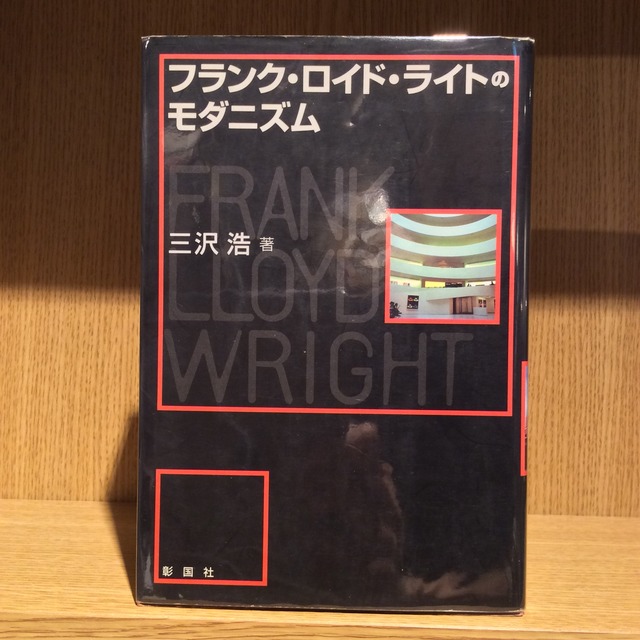 フランク・ロイド・ライトの
モダニズム
FRANK
LLOYD
WRIGHT
三沢 浩 著
彰国社